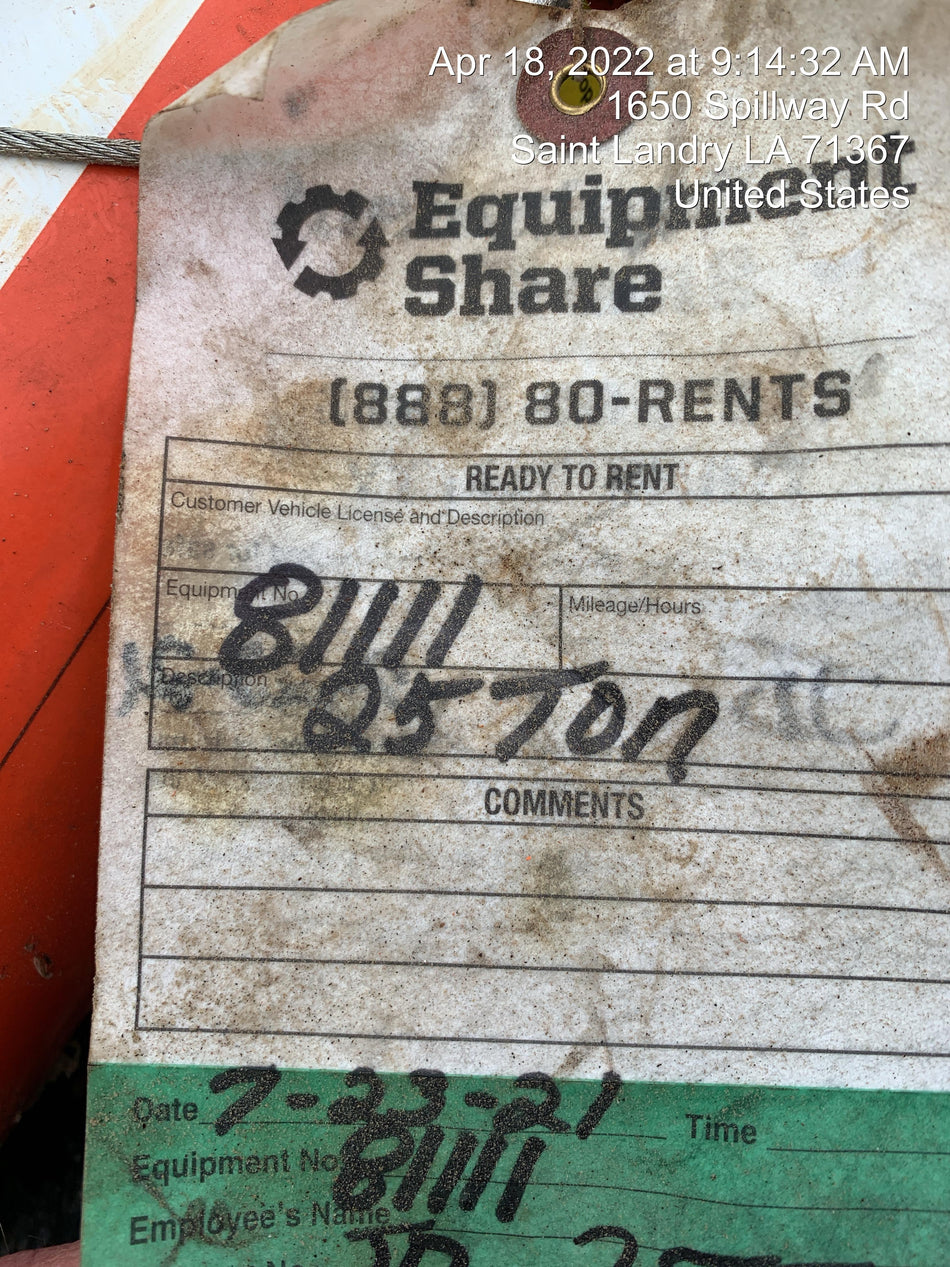 Apr 18, 2022 at 9:14:32 AM
1650 Spillway Rd
Saint Landry LA 71367
United States
Equipment
Share
(888) 80-RENTS
READY TO RENT
Customer Vehicle License and Description
Equipment No. 81111
Mileage/Hours
Description 25 Ton
COMMENTS
Date 7-23-21 Time
Equipment No. 81111
Employee's Name